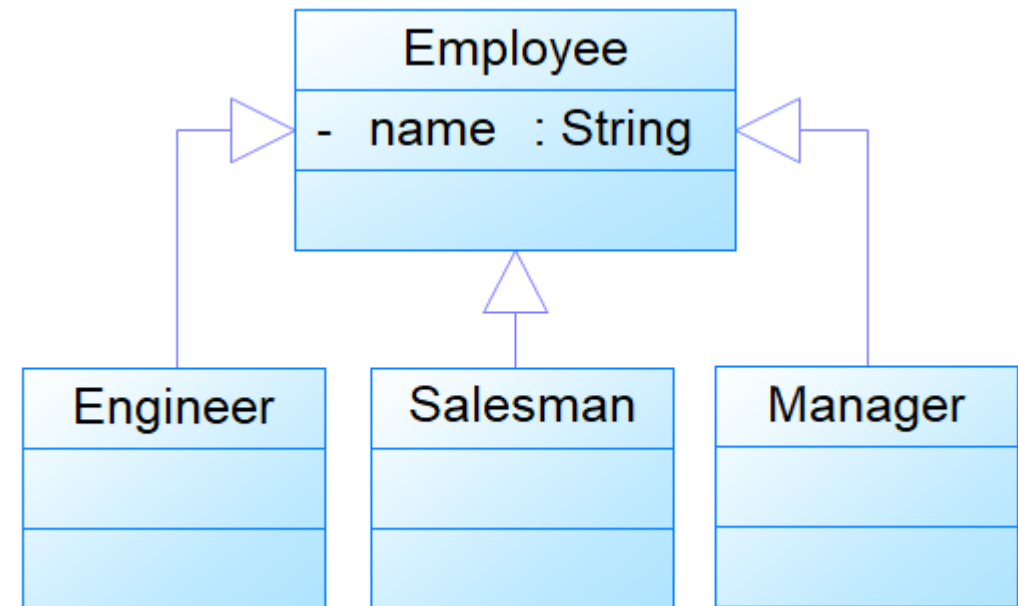 Employee
- name : String
Engineer
Salesman
Manager